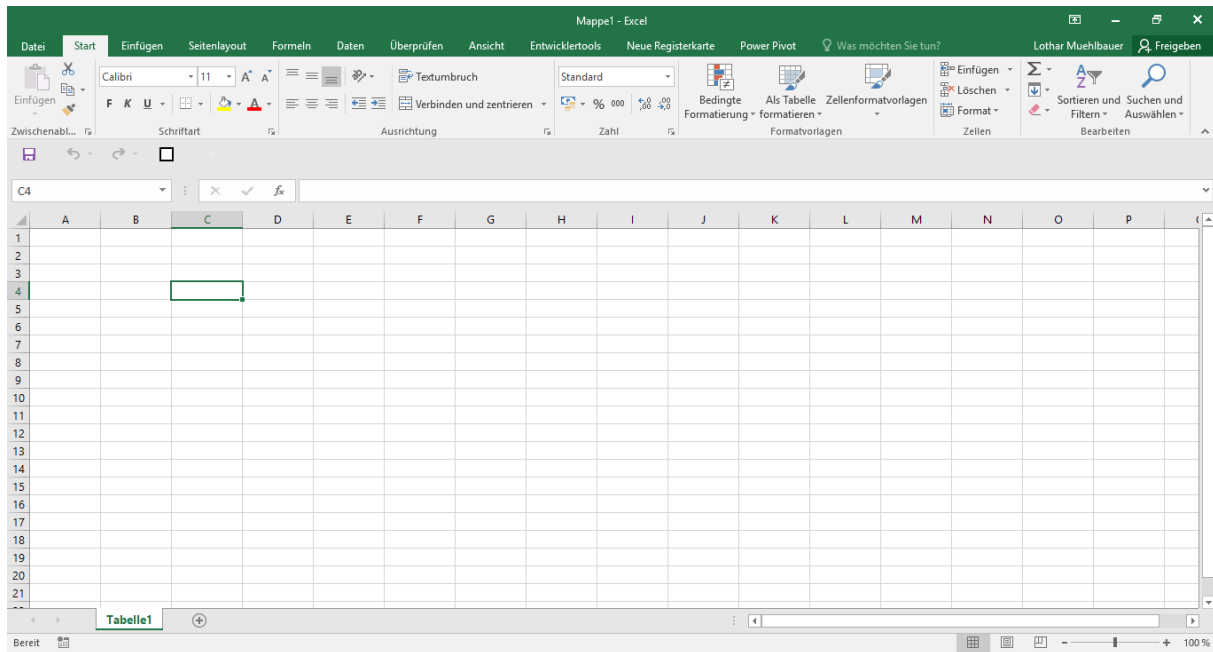 Mappe1 - Excel
Datei Start Einfügen Seitenlayout Formeln Daten Überprüfen Ansicht Entwicklertools Neue Registerkarte Power Pivot Was möchten Sie tun? Lothar Muehlbauer Freigeben
Einfügen
Calibri 11 A A
F K U A
Textumbruch
Verbinden und zentrieren
Standard
% 000
Bedingte
Formatierung
Als Tabelle
formatieren
Zellenformatvorlagen
Einfügen
Löschen
Format
Sortieren und
Filtern
Suchen und
Auswählen
Zwischenabl... Schriftart Ausrichtung Zahl Formatvorlagen Zellen Bearbeiten
C4 fx
A B C D E F G H I J K L M N O P
1
2
3
4
5
6
7
8
9
10
11
12
13
14
15
16
17
18
19
20
21
Tabelle1
Bereit 100 %